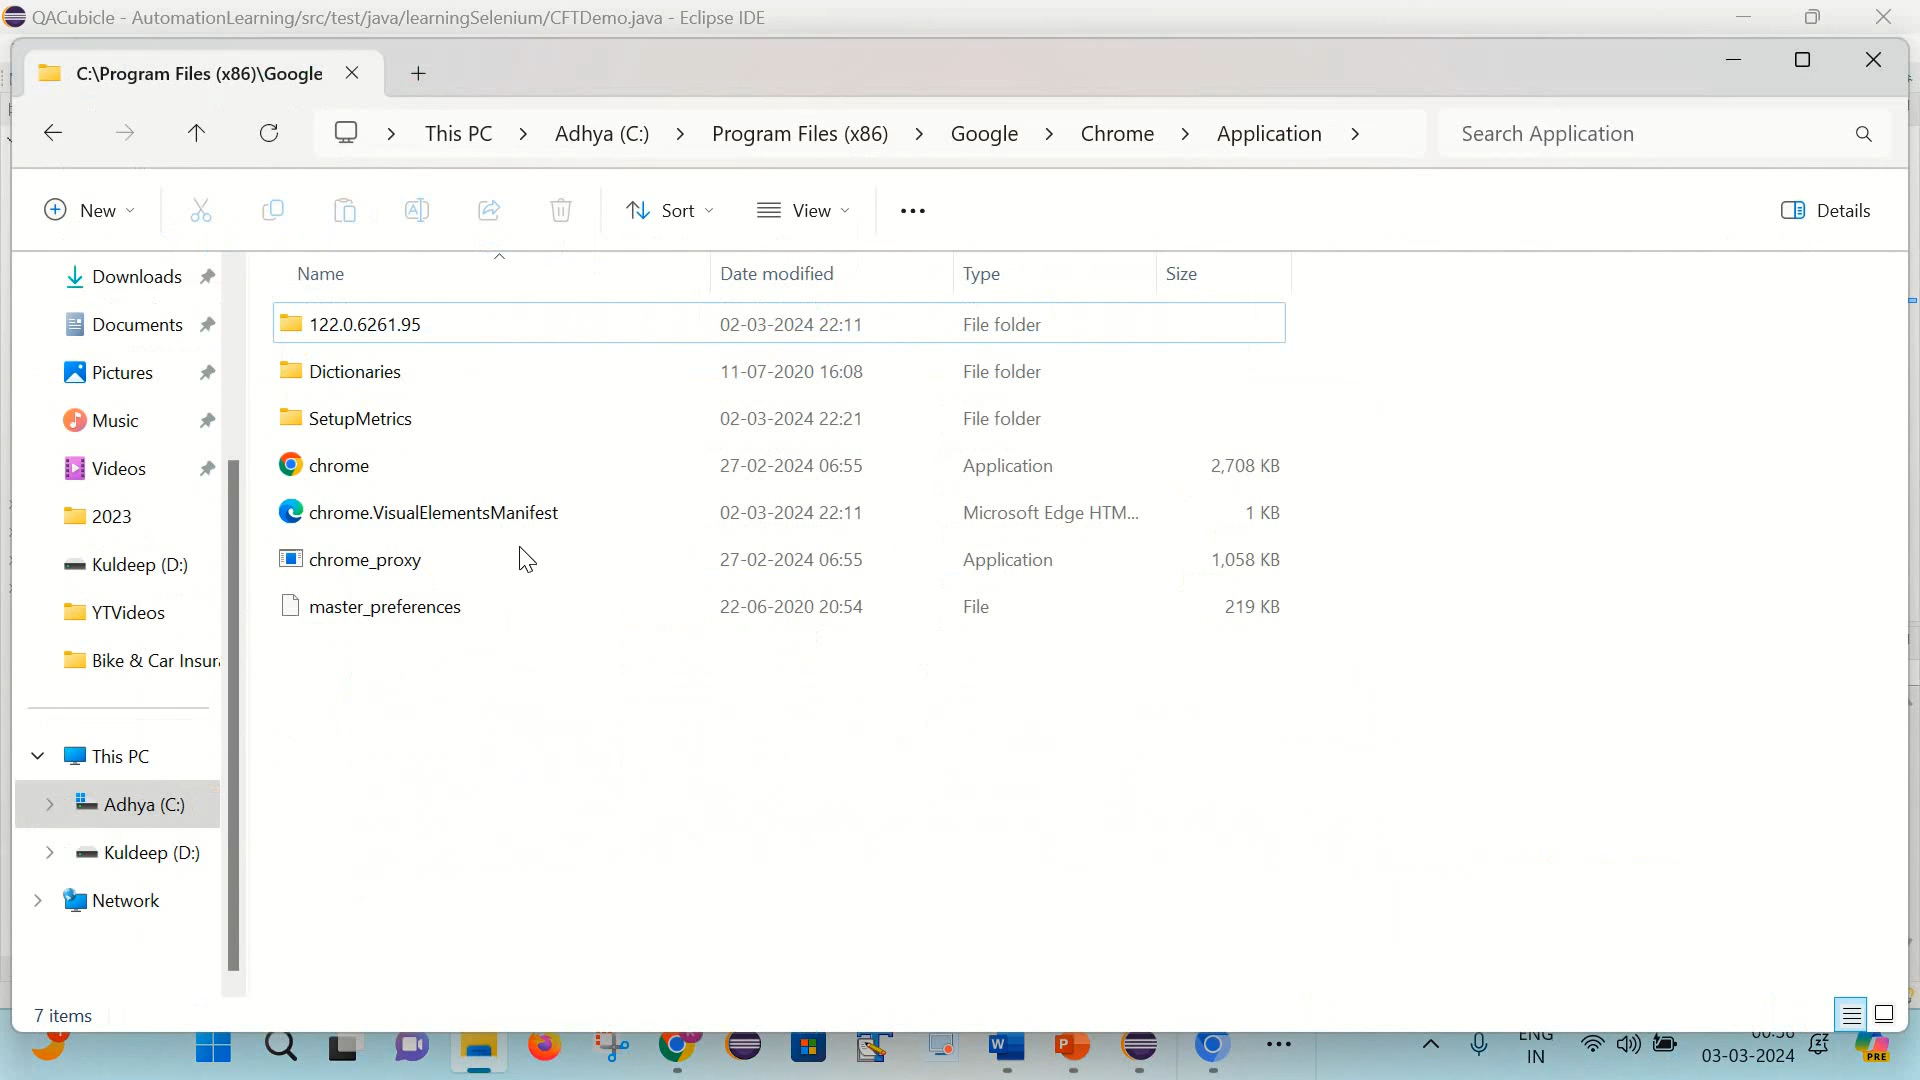 QACubicle - AutomationLearning/src/test/java/learningSelenium/CFTDemo.java - Eclipse IDE
C:\Program Files (x86)\Google
This PC > Adhya (C:) > Program Files (x86) > Google > Chrome > Application >
Search Application
New
Sort
View
Details
Downloads
Documents
Pictures
Music
Videos
2023
Kuldeep (D:)
YTVideos
Bike & Car Insur
This PC
Adhya (C:)
Kuldeep (D:)
Network
Name Date modified Type Size
122.0.6261.95 02-03-2024 22:11 File folder
Dictionaries 11-07-2020 16:08 File folder
SetupMetrics 02-03-2024 22:21 File folder
chrome 27-02-2024 06:55 Application 2,708 KB
chrome.VisualElementsManifest 02-03-2024 22:11 Microsoft Edge HTM... 1 KB
chrome_proxy 27-02-2024 06:55 Application 1,058 KB
master_preferences 22-06-2020 20:54 File 219 KB
7 items
ENG
IN
03-03-2024
PRE